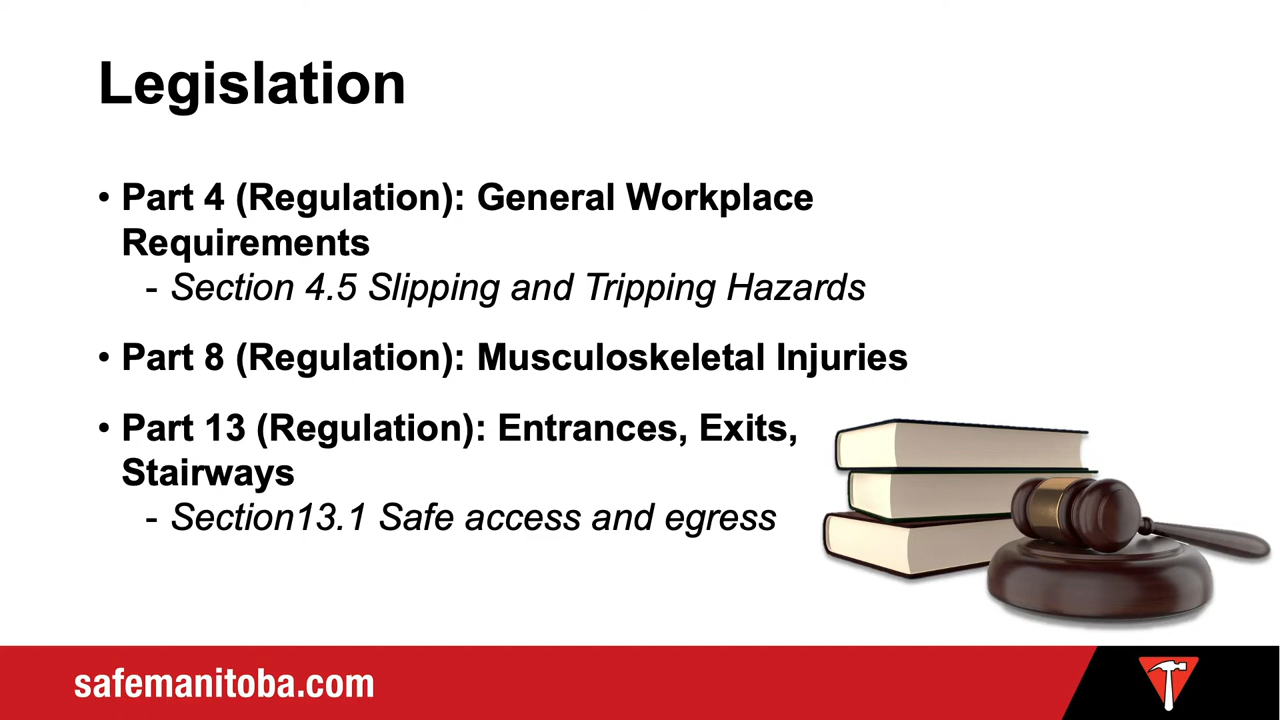 Legislation
• Part 4 (Regulation): General Workplace
Requirements
- Section 4.5 Slipping and Tripping Hazards
• Part 8 (Regulation): Musculoskeletal Injuries
• Part 13 (Regulation): Entrances, Exits,
Stairways
- Section13.1 Safe access and egress
safemanitoba.com